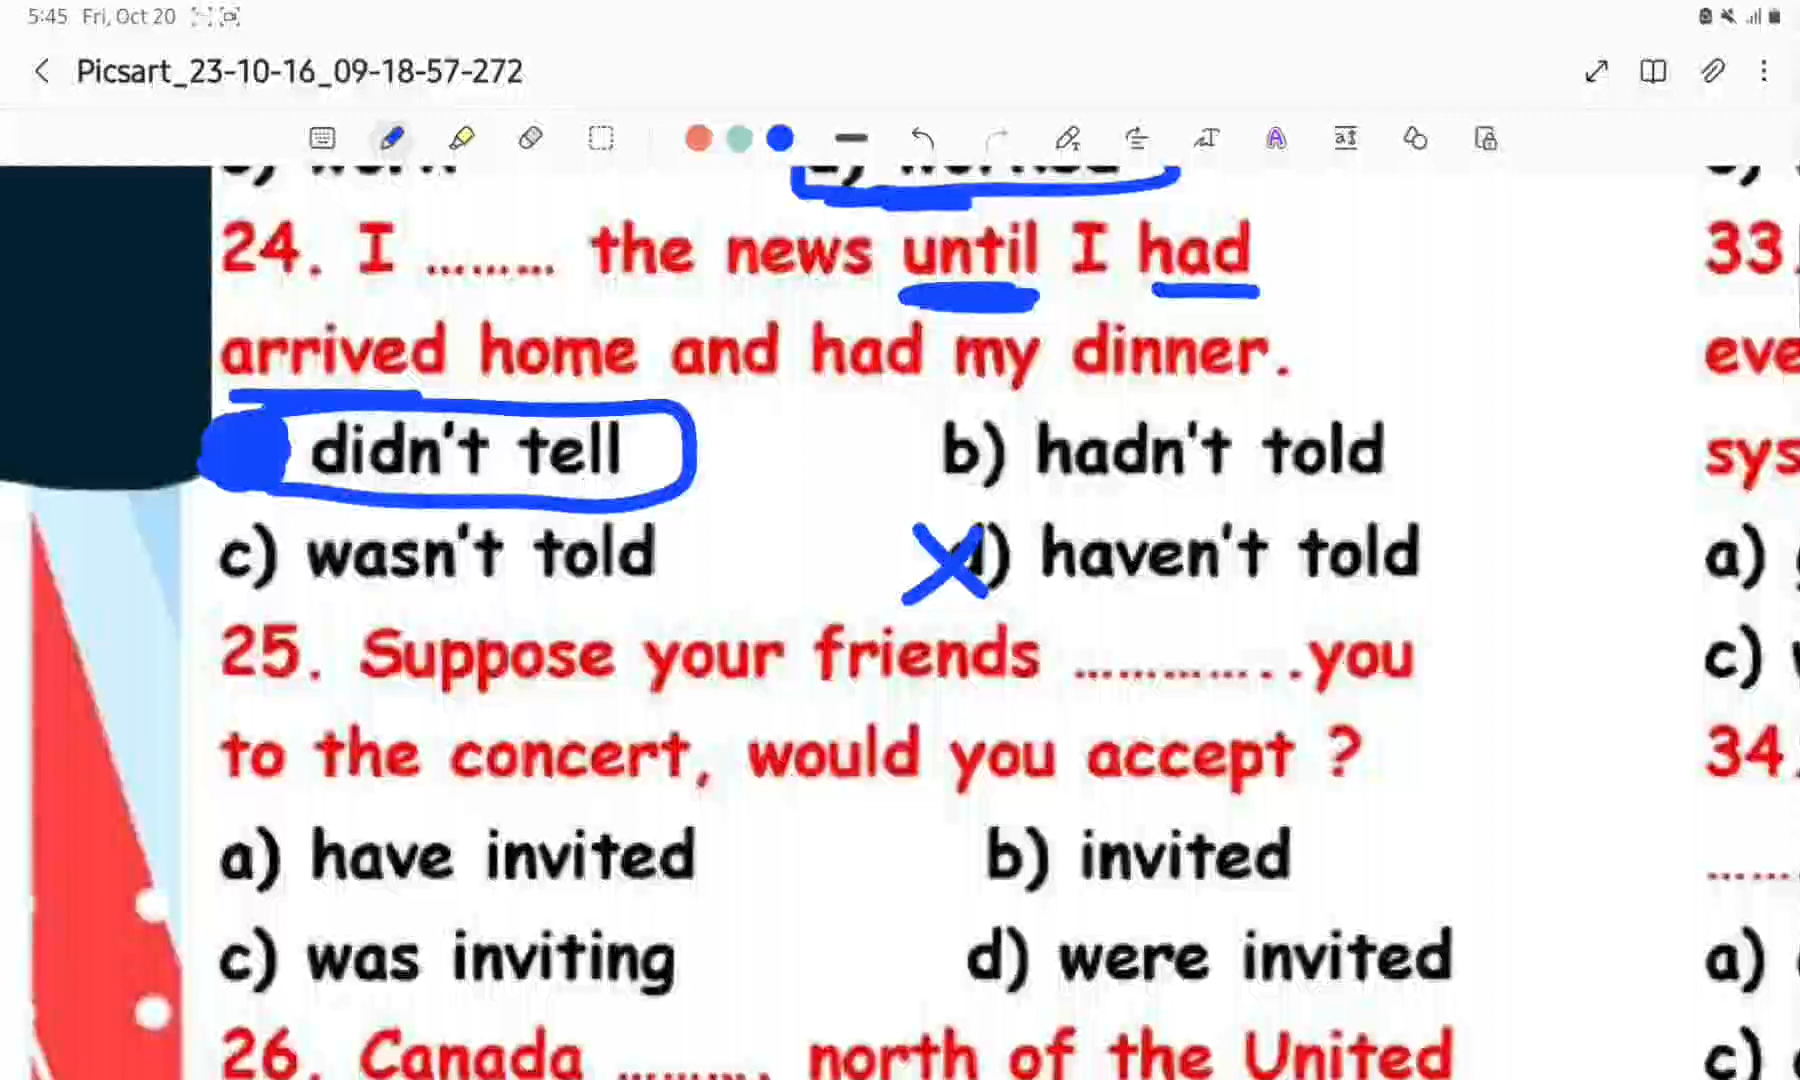 5:45 Fri, Oct 20
Picsart_23-10-16_09-18-57-272
24. I ......... the news until I had
arrived home and had my dinner.
didn't tell b) hadn't told
c) wasn't told d) haven't told
25. Suppose your friends .............you
to the concert, would you accept ?
a) have invited b) invited
c) was inviting d) were invited
26. Canada .......... north of the United
33.
eve
sys
a)
c)
34.
......
a)
c)